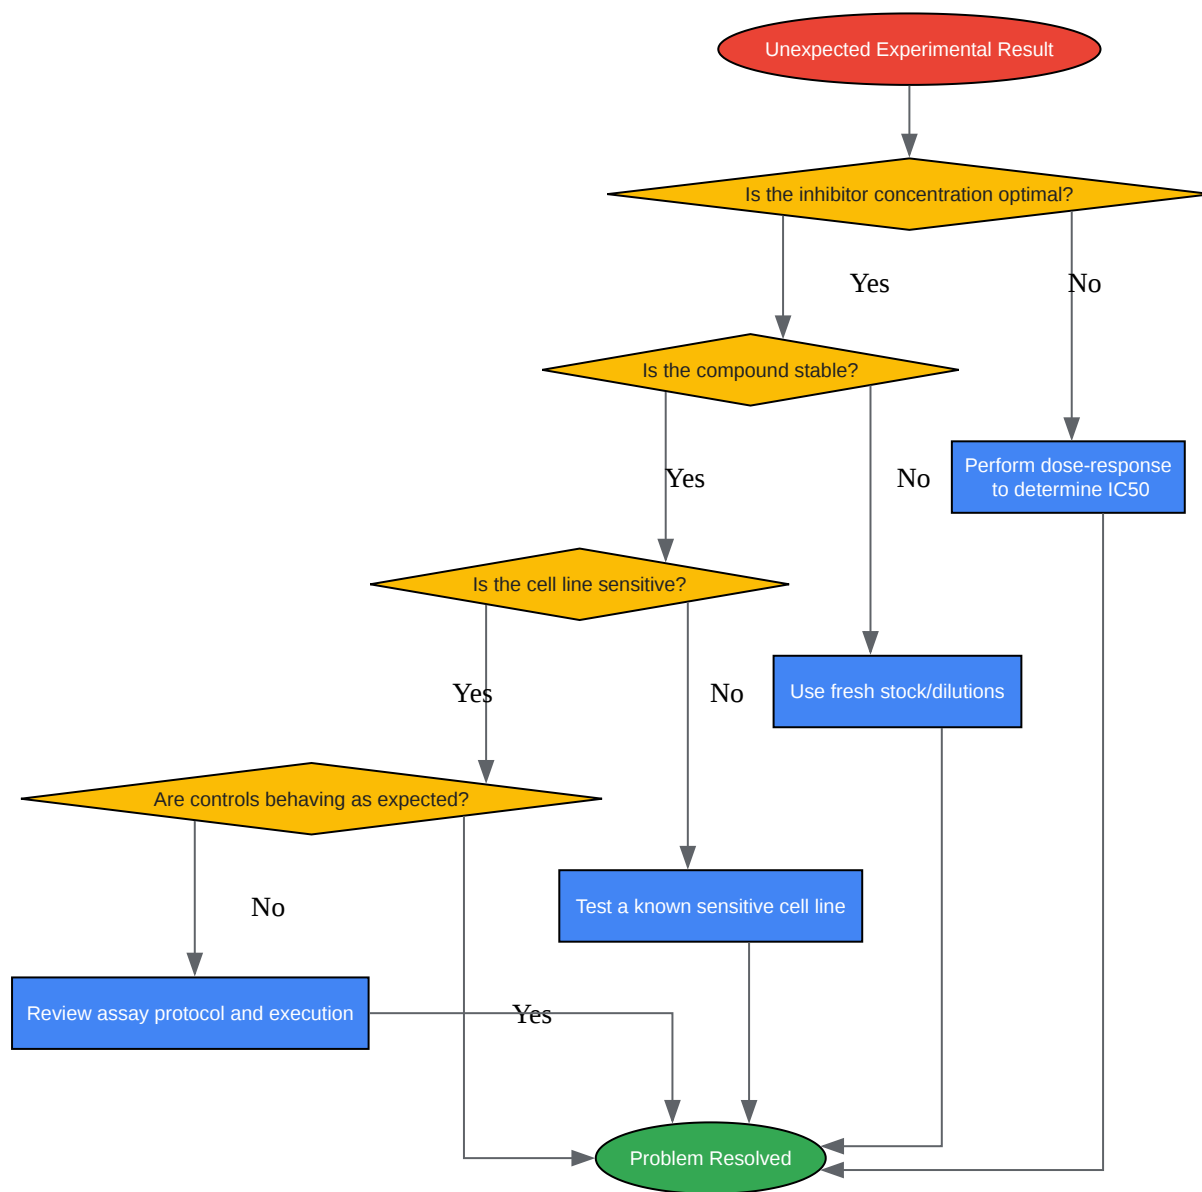 Unexpected Experimental Result
Is the inhibitor concentration optimal?
Yes
No
Is the compound stable?
Perform dose-response
to determine IC50
Yes
No
Is the cell line sensitive?
Use fresh stock/dilutions
Yes
No
Are controls behaving as expected?
No
Test a known sensitive cell line
Review assay protocol and execution
Yes
Problem Resolved